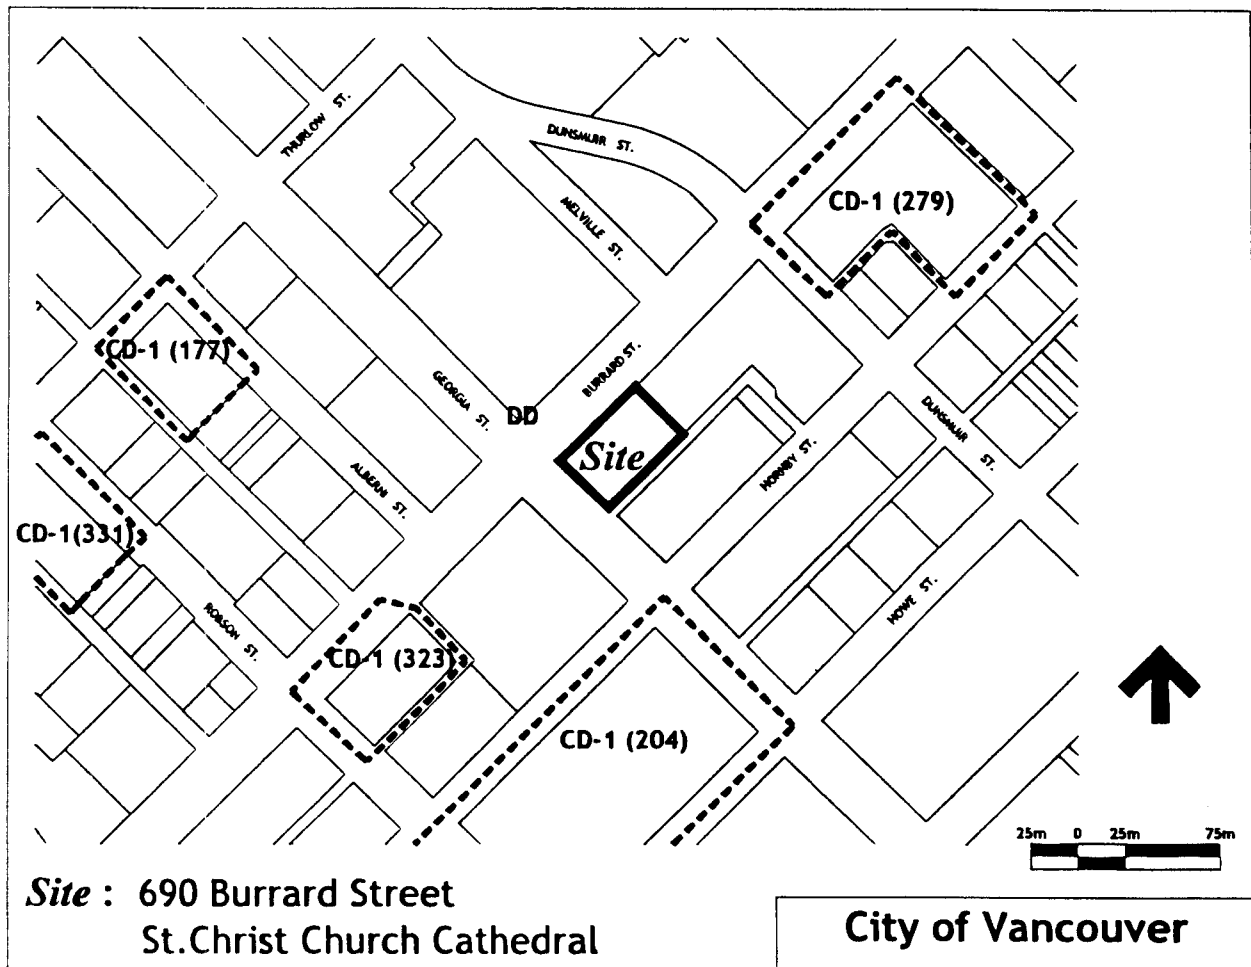 THURLOW ST.
DUNSMUIR ST.
MELVILLE ST.
CD-1 (279)
CD-1 (177)
BURRARD ST.
GEORGIA ST.
DD
Site
DUNSMUIR ST.
HORNBY ST.
ALBERNI ST.
CD-1(331)
HOWE ST.
ROBSON ST.
CD-1 (323)
CD-1 (204)
25m 0 25m 75m
Site : 690 Burrard Street
St.Christ Church Cathedral
City of Vancouver